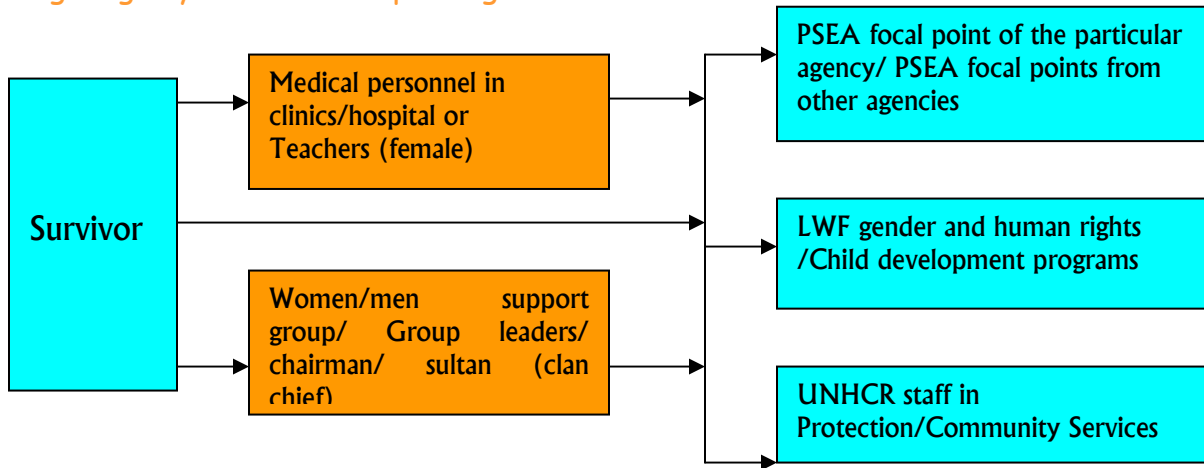 Survivor
Medical personnel in
clinics/hospital or
Teachers (female)
Women/men support
group/ Group leaders/
chairman/ sultan (clan
chief)
PSEA focal point of the particular
agency/ PSEA focal points from
other agencies
LWF gender and human rights
/Child development programs
UNHCR staff in
Protection/Community Services